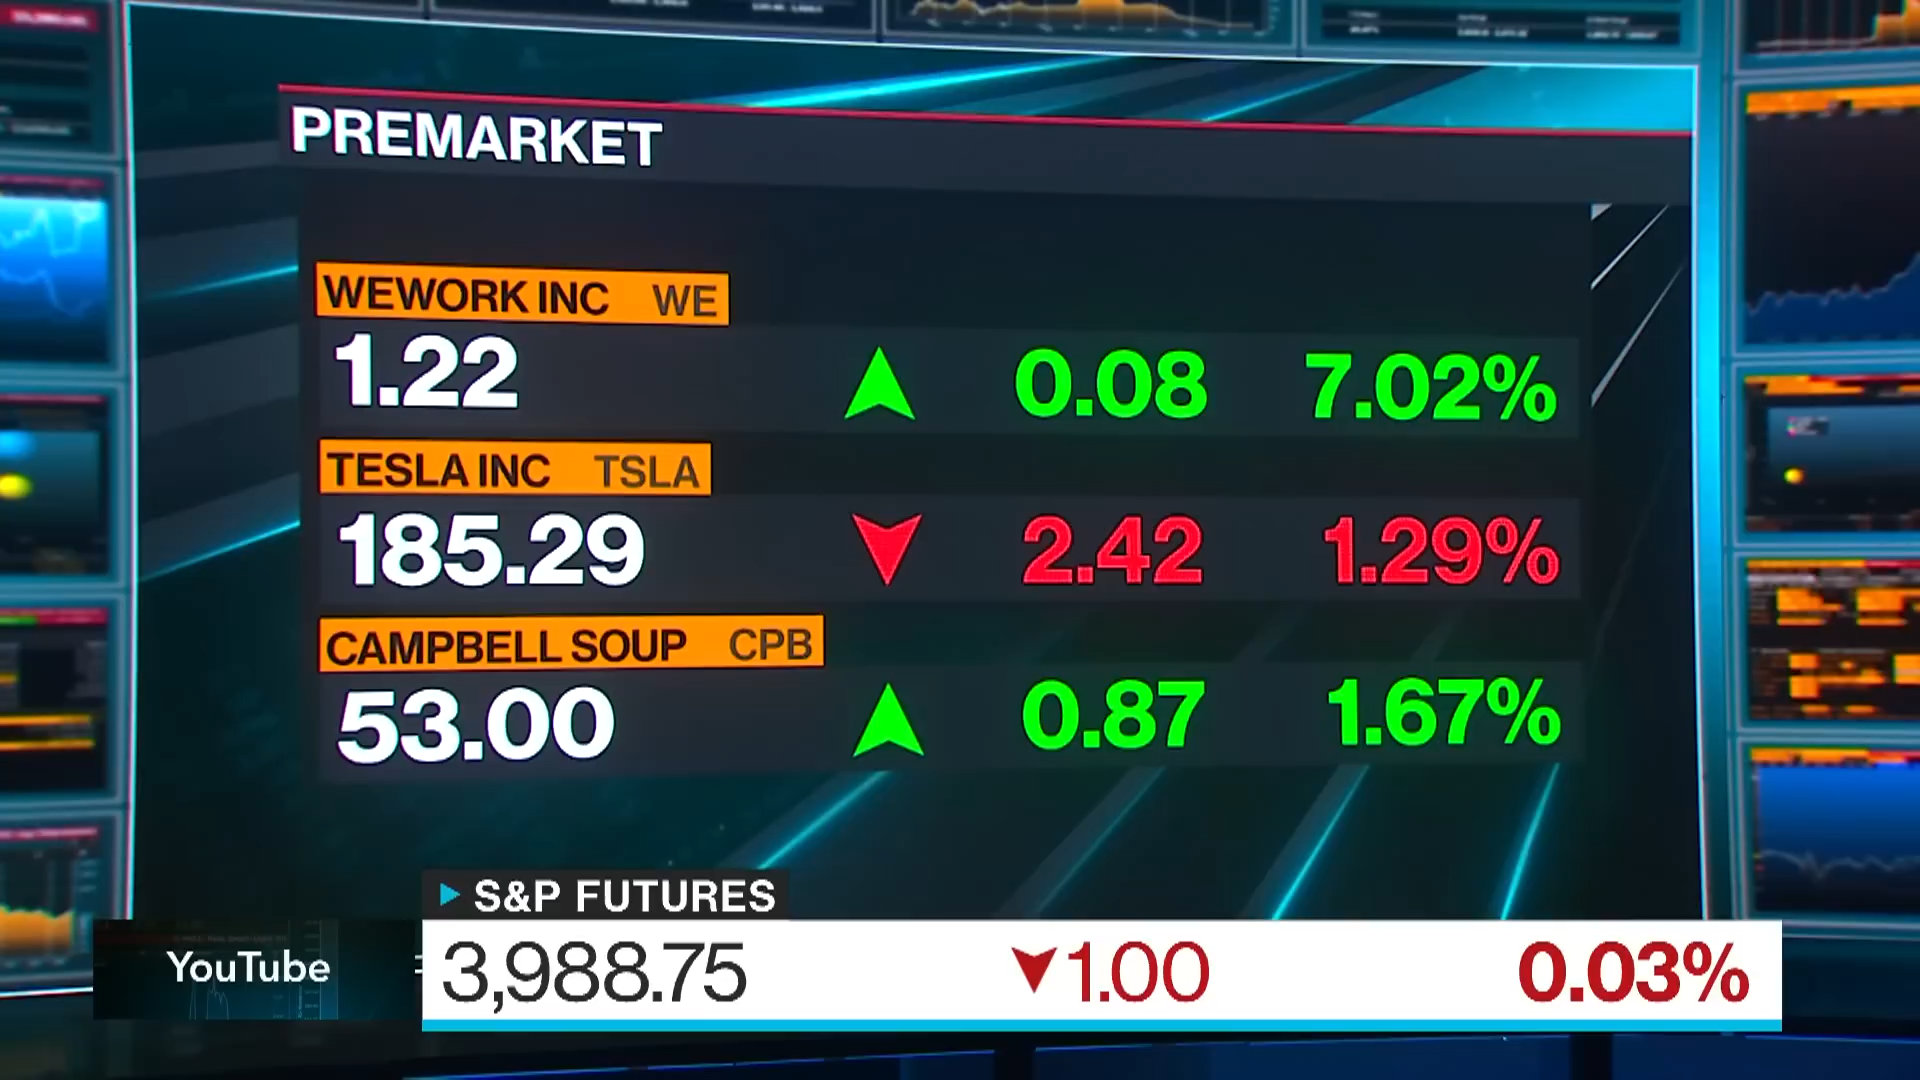 PREMARKET
WEWORK INC WE
1.22 ▲ 0.08 7.02%
TESLA INC TSLA
185.29 ▼ 2.42 1.29%
CAMPBELL SOUP CPB
53.00 ▲ 0.87 1.67%
▶ S&P FUTURES
YouTube
3,988.75 ▼1.00 0.03%